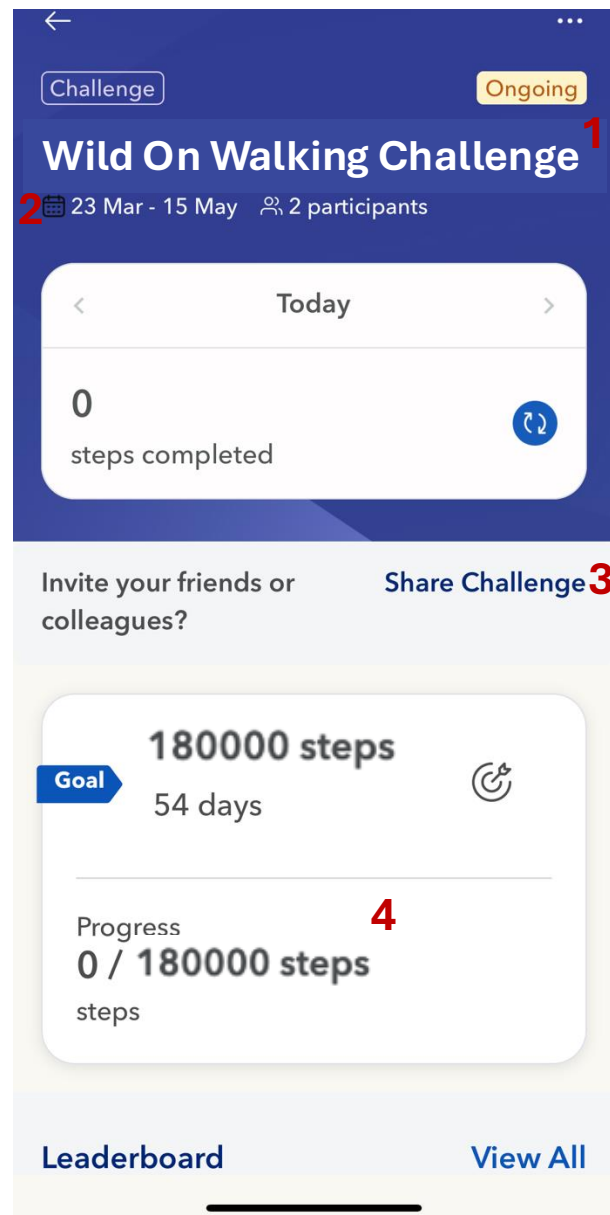 Challenge
Ongoing
Wild On Walking Challenge 1
2 23 Mar - 15 May 2 participants
Today
0
steps completed
Invite your friends or
colleagues?
Share Challenge 3
180000 steps
Goal
54 days
Progress
4
0 / 180000 steps
steps
Leaderboard
View All